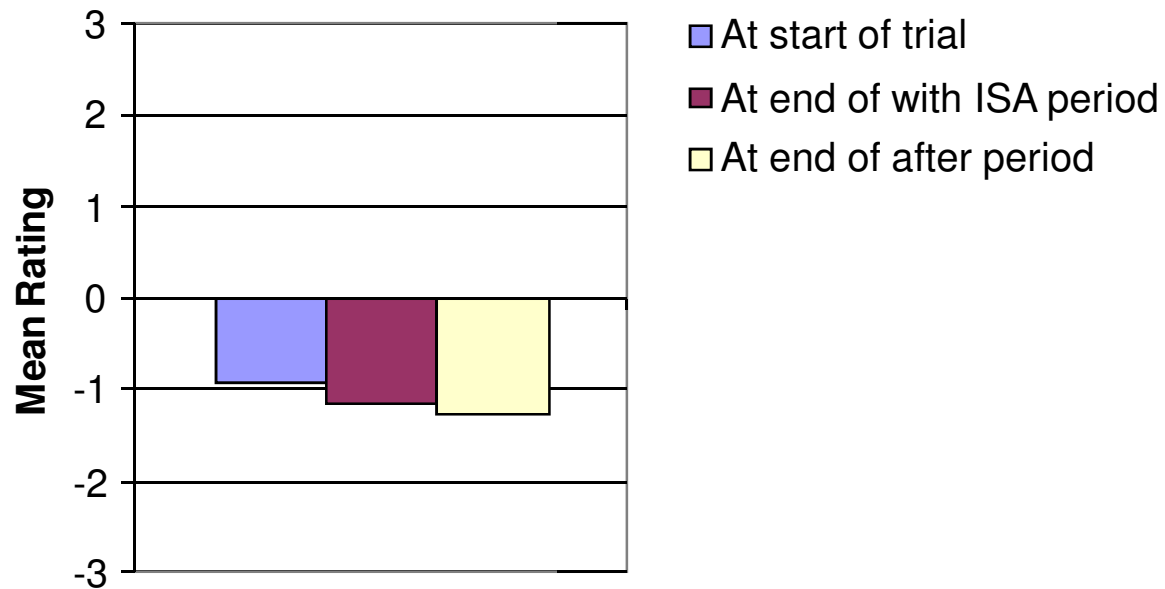 3
2
1
0
-1
-2
-3
Mean Rating
At start of trial
At end of with ISA period
At end of after period